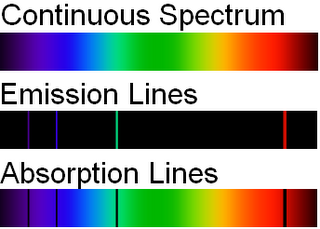 Continuous Spectrum
Emission Lines
Absorption Lines